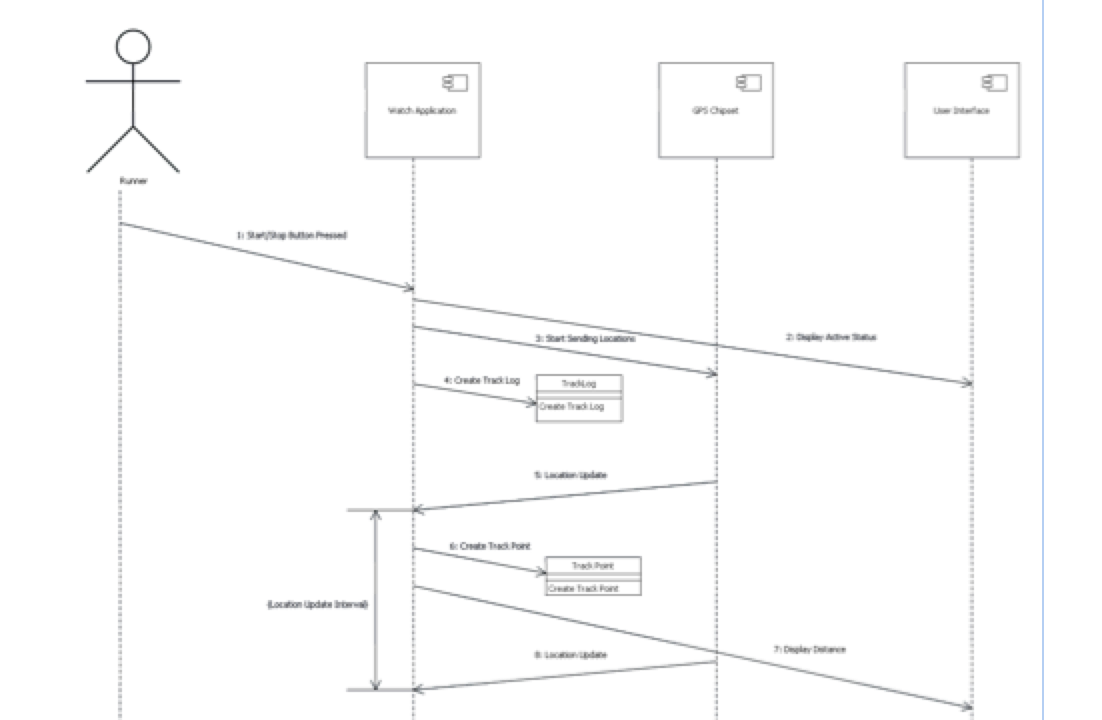 Watch Application
GPS Chipset
User Interface
Runner
1: Start/Stop Button Pressed
2: Display Active Status
3: Start Sending Locations
4: Create Track Log
TrackLog
Create Track Log
5: Location Update
6: Create Track Point
Track Point
Create Track Point
{Location Update Interval}
7: Display Distance
8: Location Update